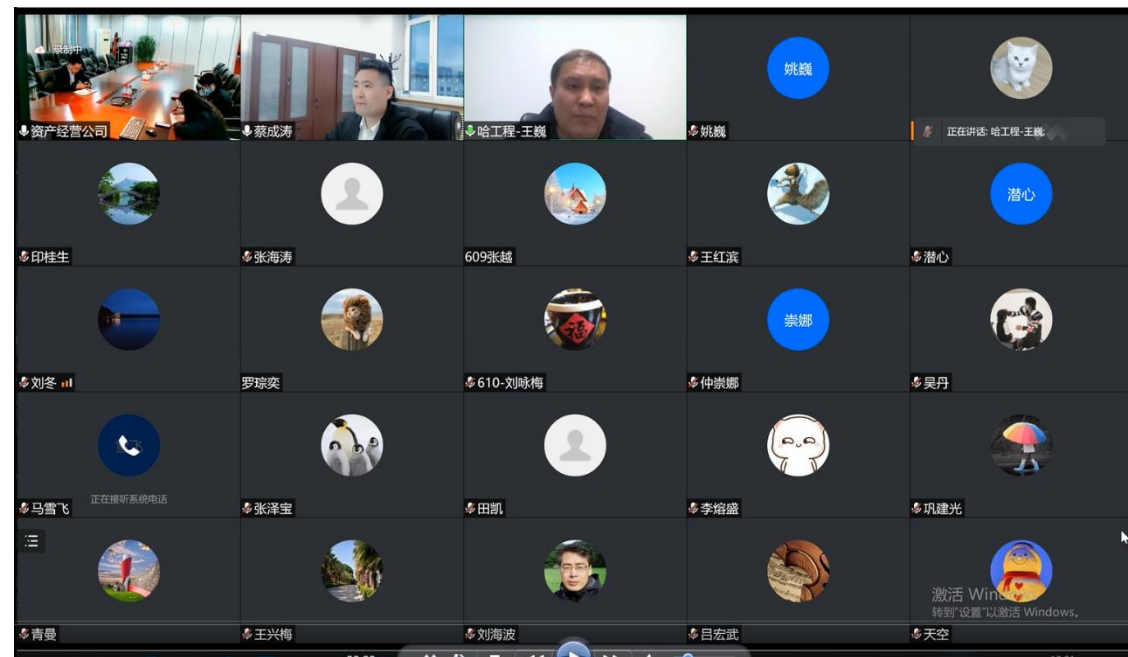 录制中
资产经营公司
蔡成涛
哈工程-王巍
姚巍
姚巍
正在讲话: 哈工程-王巍;
印桂生
张海涛
609张越
王红滨
潜心
潜心
福
刘冬
罗琮奕
610-刘咏梅
崇娜
仲崇娜
吴丹
正在接听系统电话
马雪飞
张泽宝
田凯
李熔盛
巩建光
青曼
王兴梅
刘海波
吕宏武
天空
激活 Windows
转到"设置"以激活 Windows。